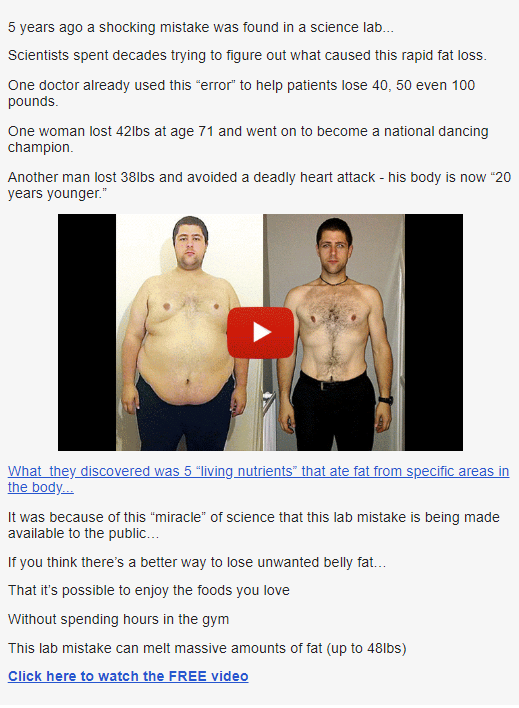 5 years ago a shocking mistake was found in a science lab...
Scientists spent decades trying to figure out what caused this rapid fat loss.
One doctor already used this “error” to help patients lose 40, 50 even 100
pounds.
One woman lost 42lbs at age 71 and went on to become a national dancing
champion.
Another man lost 38lbs and avoided a deadly heart attack - his body is now “20
years younger.”
What  they discovered was 5 “living nutrients” that ate fat from specific areas in
the body...
It was because of this “miracle” of science that this lab mistake is being made
available to the public…
If you think there’s a better way to lose unwanted belly fat…
That it’s possible to enjoy the foods you love
Without spending hours in the gym
This lab mistake can melt massive amounts of fat (up to 48lbs)
Click here to watch the FREE video